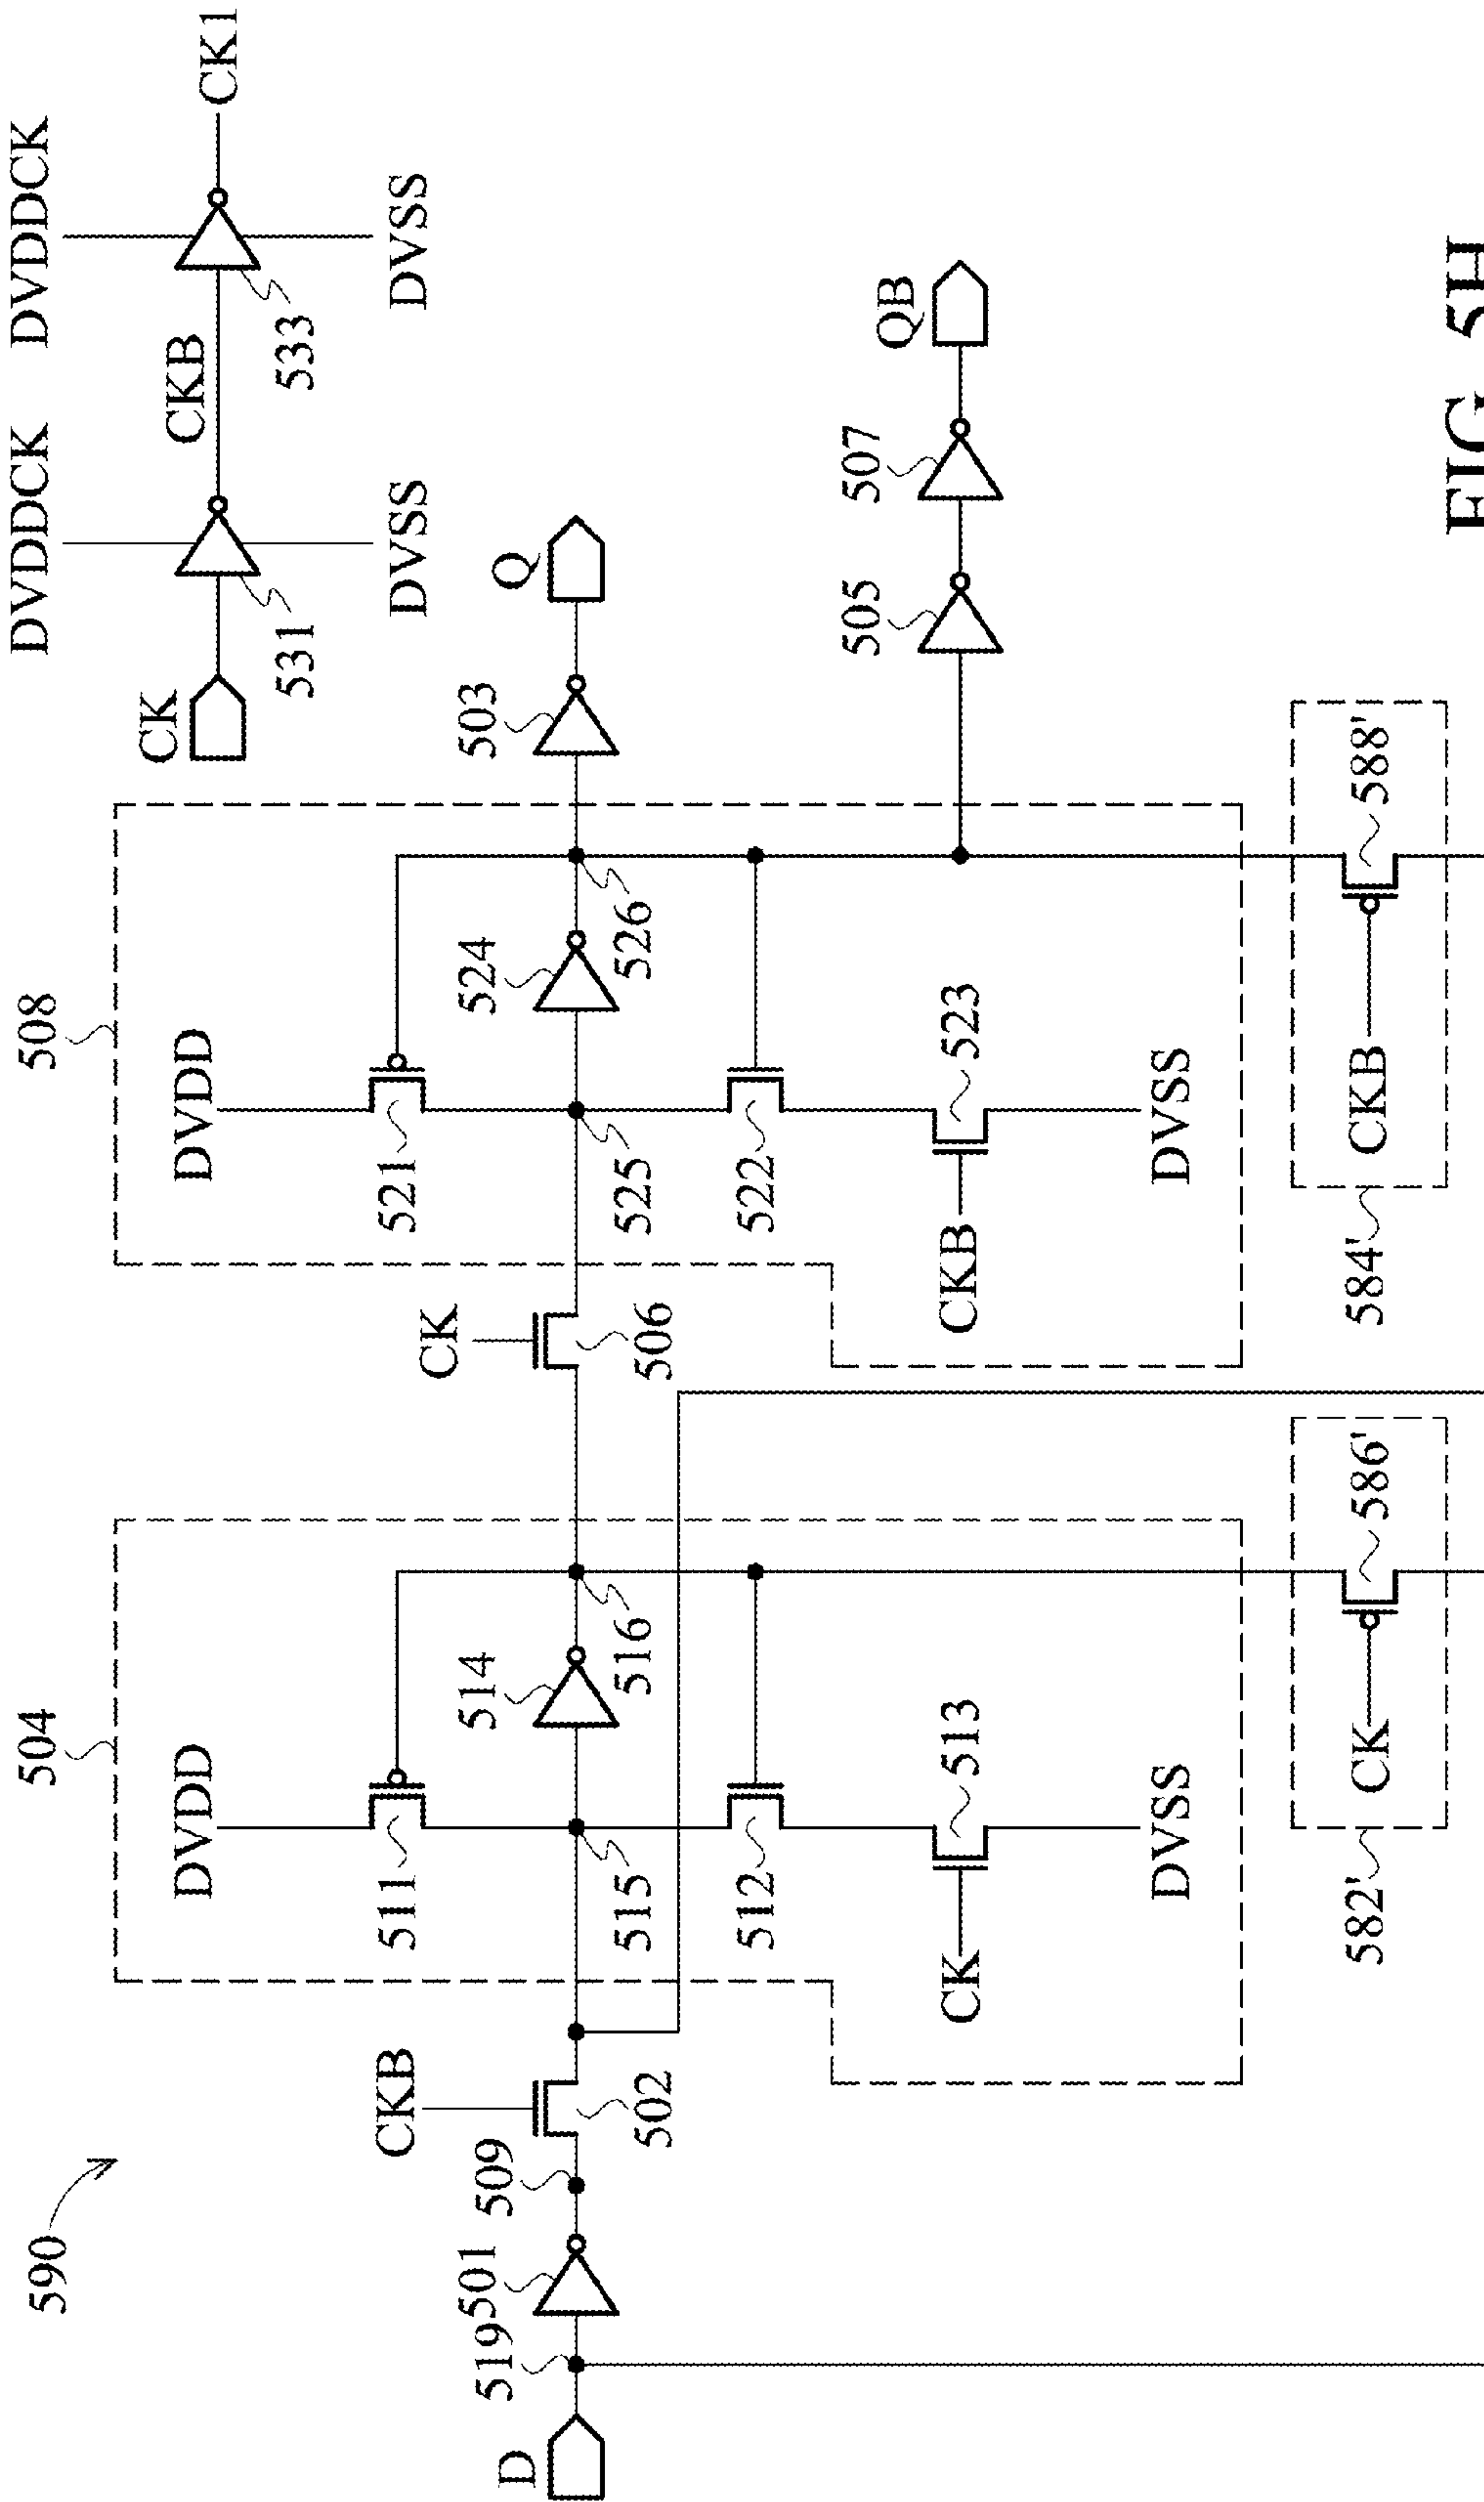 590
504
508
DVDDCK
DVDDCK
CK
CKB
CK1
531
533
DVSS
DVSS
DVDD
DVDD
CKB
CK
511
521
D
519
501
509
514
503
Q
524
502
515
516
506
525
526
512
522
505
507
QB
CK
513
CKB
523
DVSS
DVSS
582'
CK
586'
584'
CKB
588'
FIG. 5H